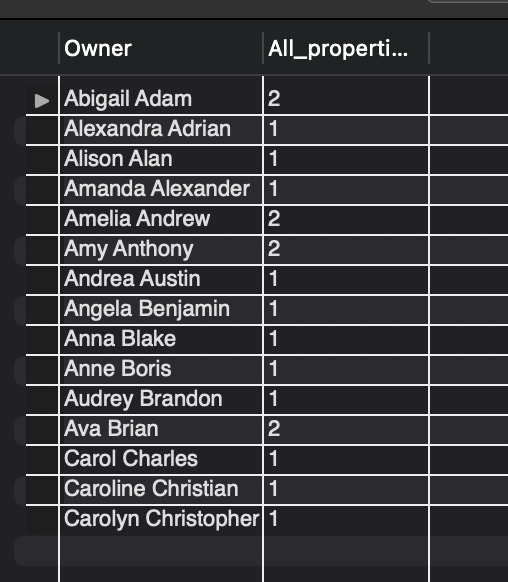 Owner All_properti...
Abigail Adam 2
Alexandra Adrian 1
Alison Alan 1
Amanda Alexander 1
Amelia Andrew 2
Amy Anthony 2
Andrea Austin 1
Angela Benjamin 1
Anna Blake 1
Anne Boris 1
Audrey Brandon 1
Ava Brian 2
Carol Charles 1
Caroline Christian 1
Carolyn Christopher 1